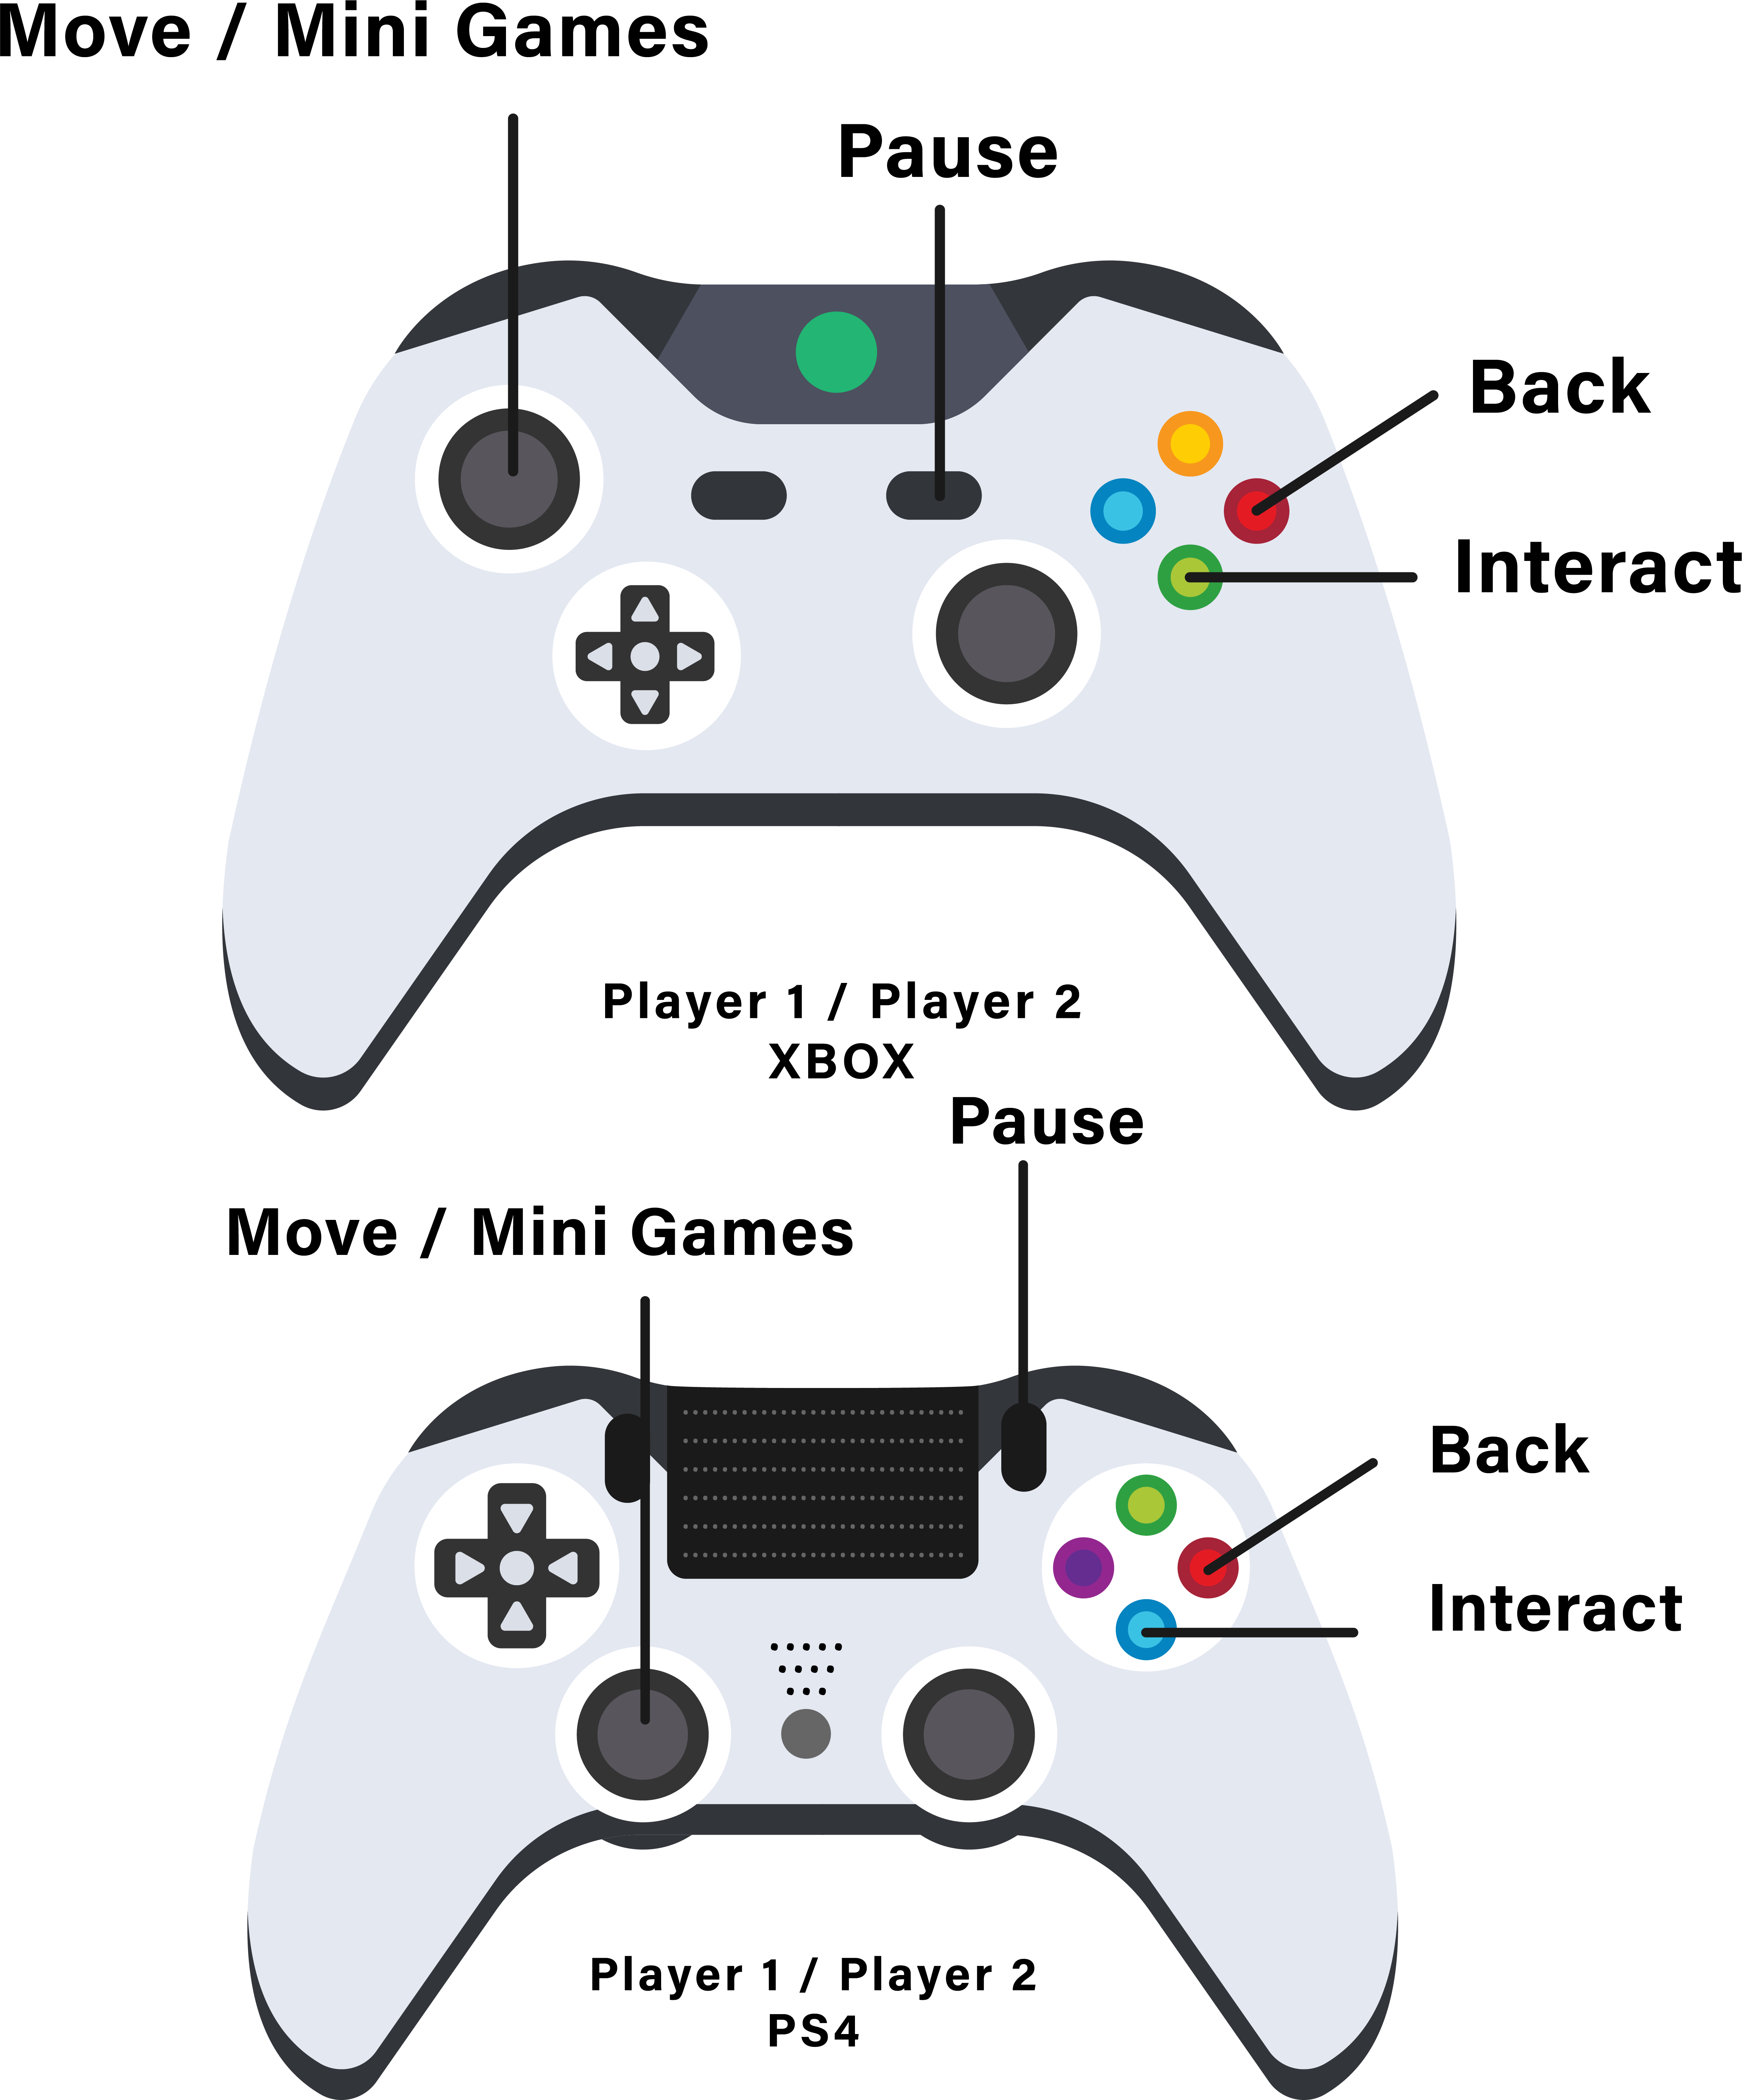 Move / Mini Games
Pause
Back
Interact
Player 1 / Player 2
XBOX
Pause
Move / Mini Games
Back
Interact
Player 1 / Player 2
PS4